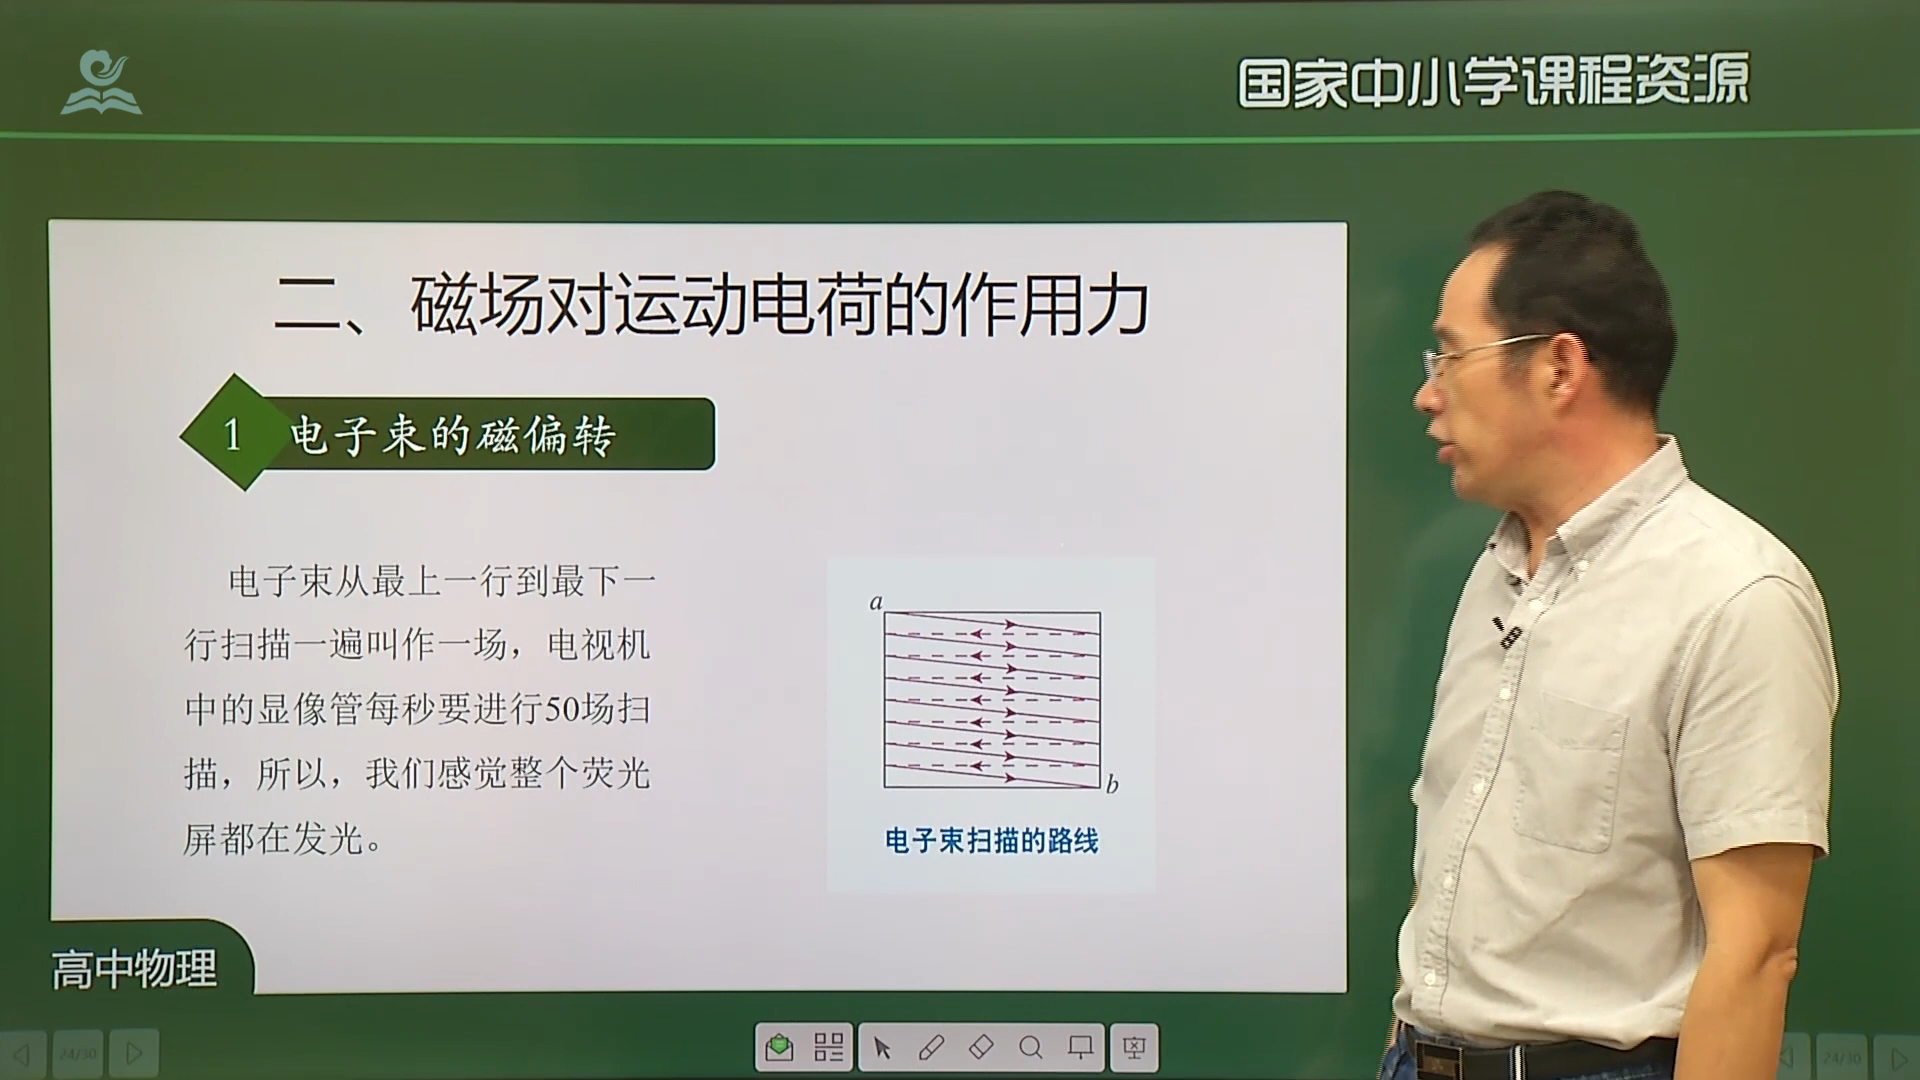 国家中小学课程资源
二、磁场对运动电荷的作用力
1 电子束的磁偏转
电子束从最上一行到最下一
行扫描一遍叫作一场，电视机
中的显像管每秒要进行50场扫
描，所以，我们感觉整个荧光
屏都在发光。
a
b
电子束扫描的路线
高中物理
24/30
24/30